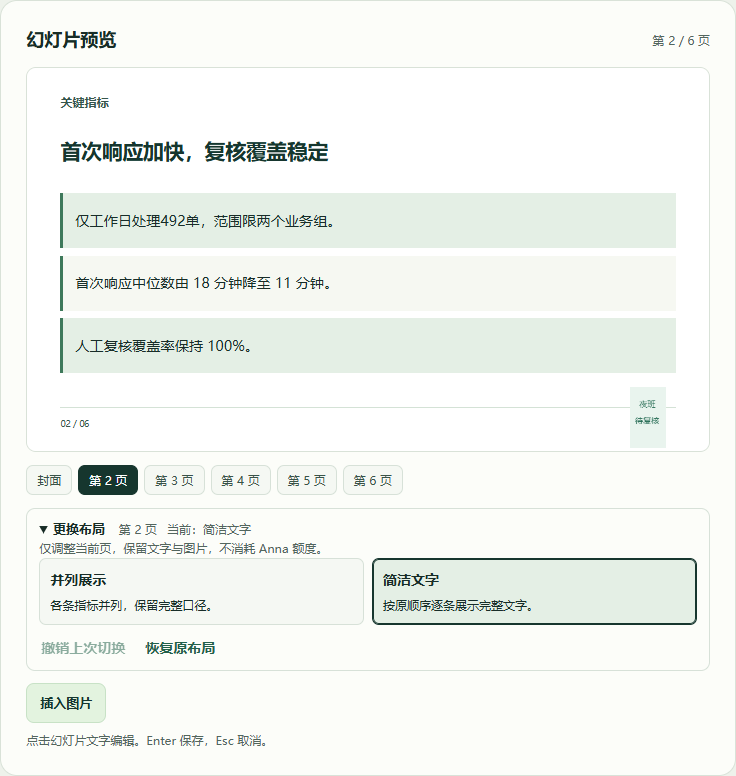 幻灯片预览
第 2 / 6 页
关键指标
首次响应加快，复核覆盖稳定
仅工作日处理492单，范围限两个业务组。
首次响应中位数由 18 分钟降至 11 分钟。
人工复核覆盖率保持 100%。
夜班
待复核
02 / 06
封面
第 2 页
第 3 页
第 4 页
第 5 页
第 6 页
▼ 更换布局 第 2 页 当前：简洁文字
仅调整当前页，保留文字与图片，不消耗 Anna 额度。
并列展示
各条指标并列，保留完整口径。
简洁文字
按原顺序逐条展示完整文字。
撤销上次切换
恢复原布局
插入图片
点击幻灯片文字编辑。Enter 保存，Esc 取消。